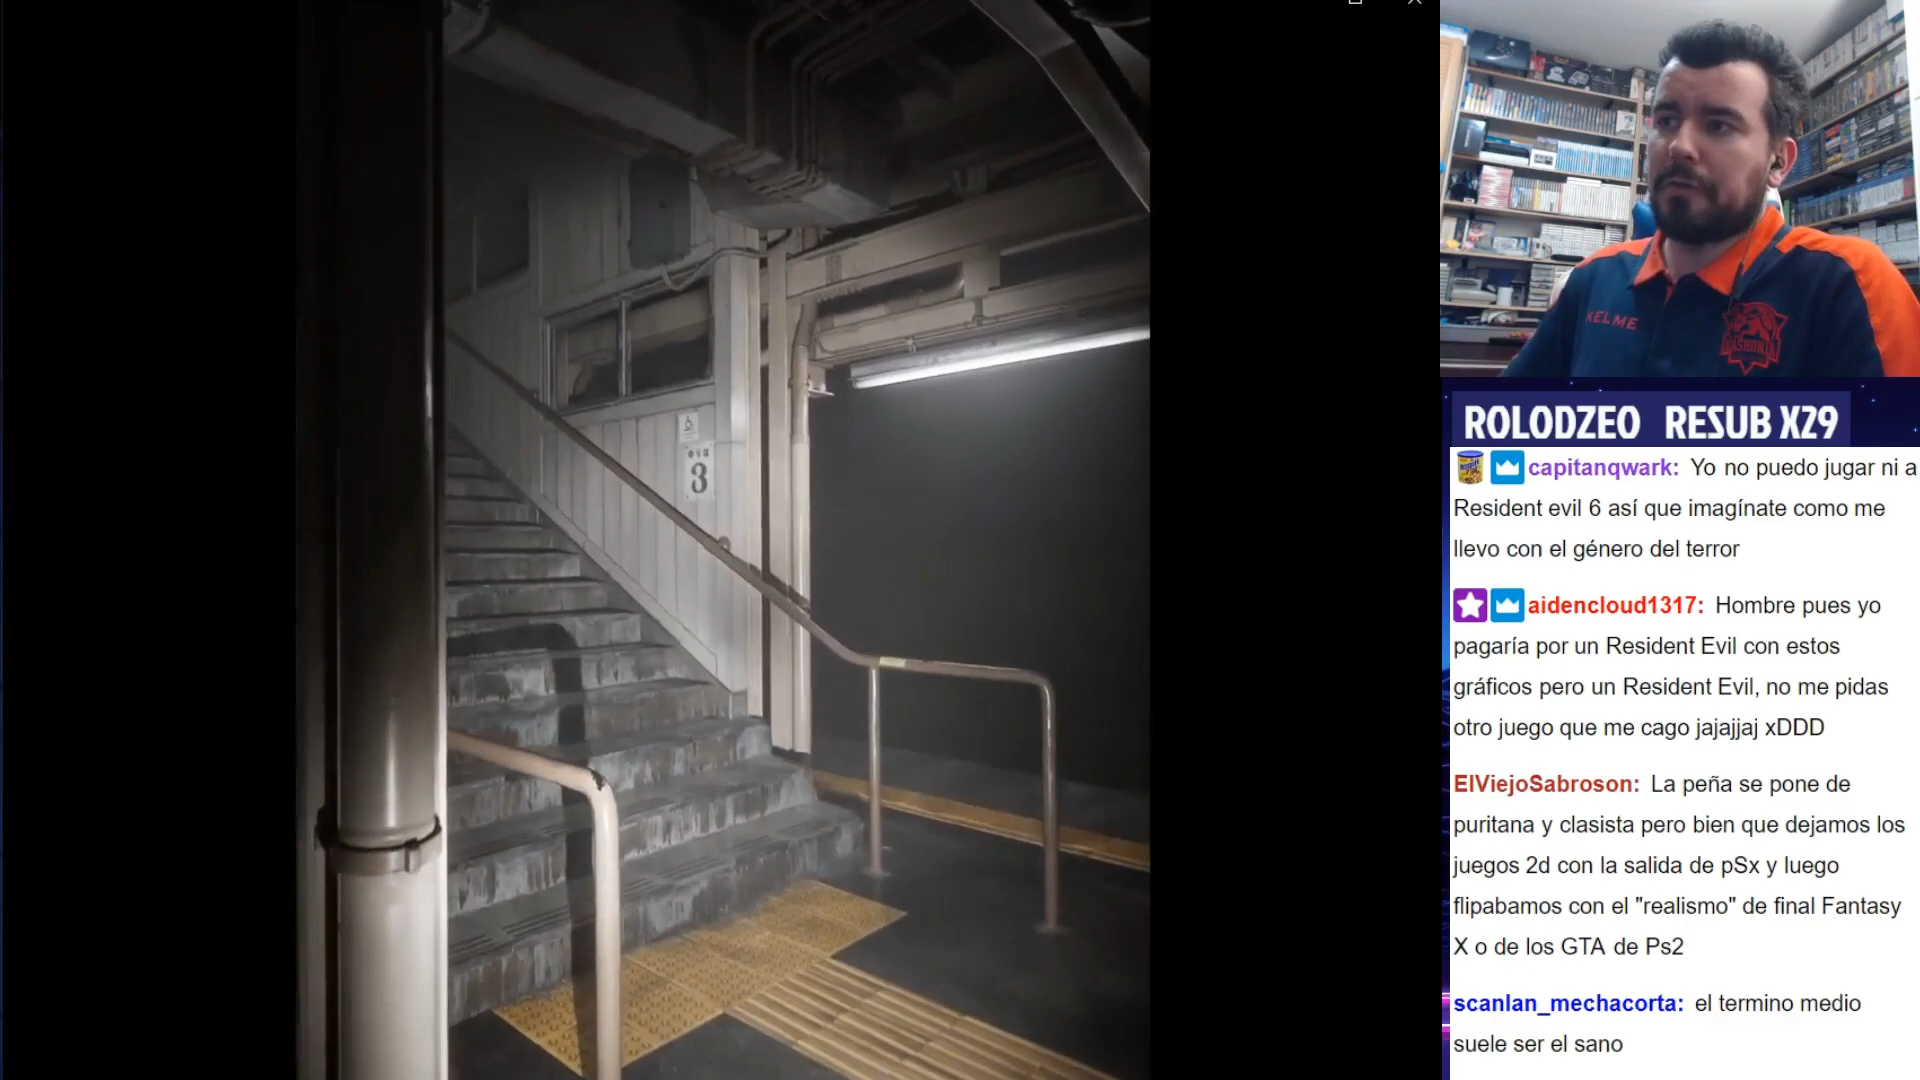 3
KELME
BASKONIA
ROLODZEO RESUB X29
capitanqwark: Yo no puedo jugar ni a
Resident evil 6 así que imagínate como me
llevo con el género del terror
aidencloud1317: Hombre pues yo
pagaría por un Resident Evil con estos
gráficos pero un Resident Evil, no me pidas
otro juego que me cago jajajjaj xDDD
ElViejoSabroson: La peña se pone de
puritana y clasista pero bien que dejamos los
juegos 2d con la salida de pSx y luego
flipabamos con el "realismo" de final Fantasy
X o de los GTA de Ps2
scanlan_mechacorta: el termino medio
suele ser el sano